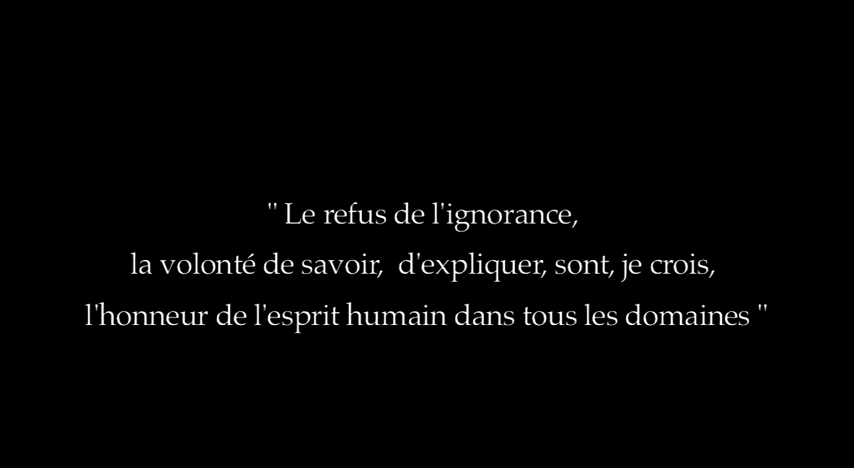 " Le refus de l'ignorance,
la volonté de savoir,  d'expliquer, sont, je crois,
l'honneur de l'esprit humain dans tous les domaines "